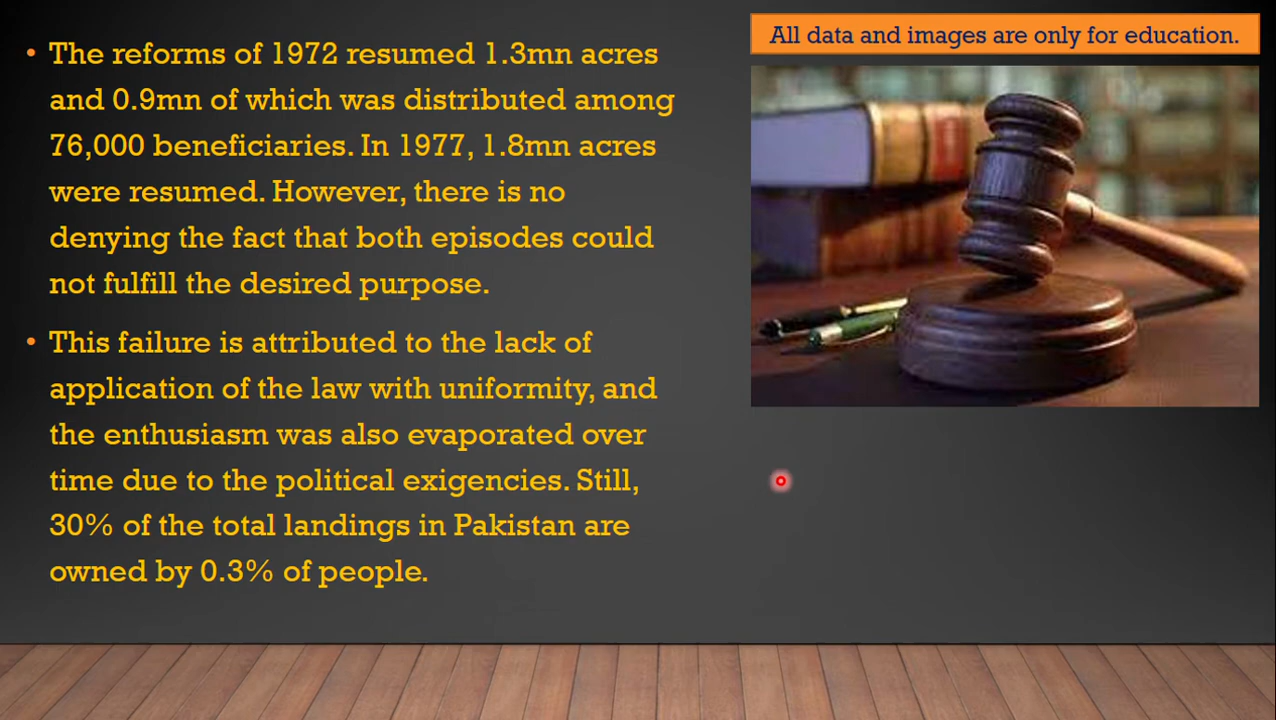 • The reforms of 1972 resumed 1.3mn acres
and 0.9mn of which was distributed among
76,000 beneficiaries. In 1977, 1.8mn acres
were resumed. However, there is no
denying the fact that both episodes could
not fulfill the desired purpose.
• This failure is attributed to the lack of
application of the law with uniformity, and
the enthusiasm was also evaporated over
time due to the political exigencies. Still,
30% of the total landings in Pakistan are
owned by 0.3% of people.
All data and images are only for education.